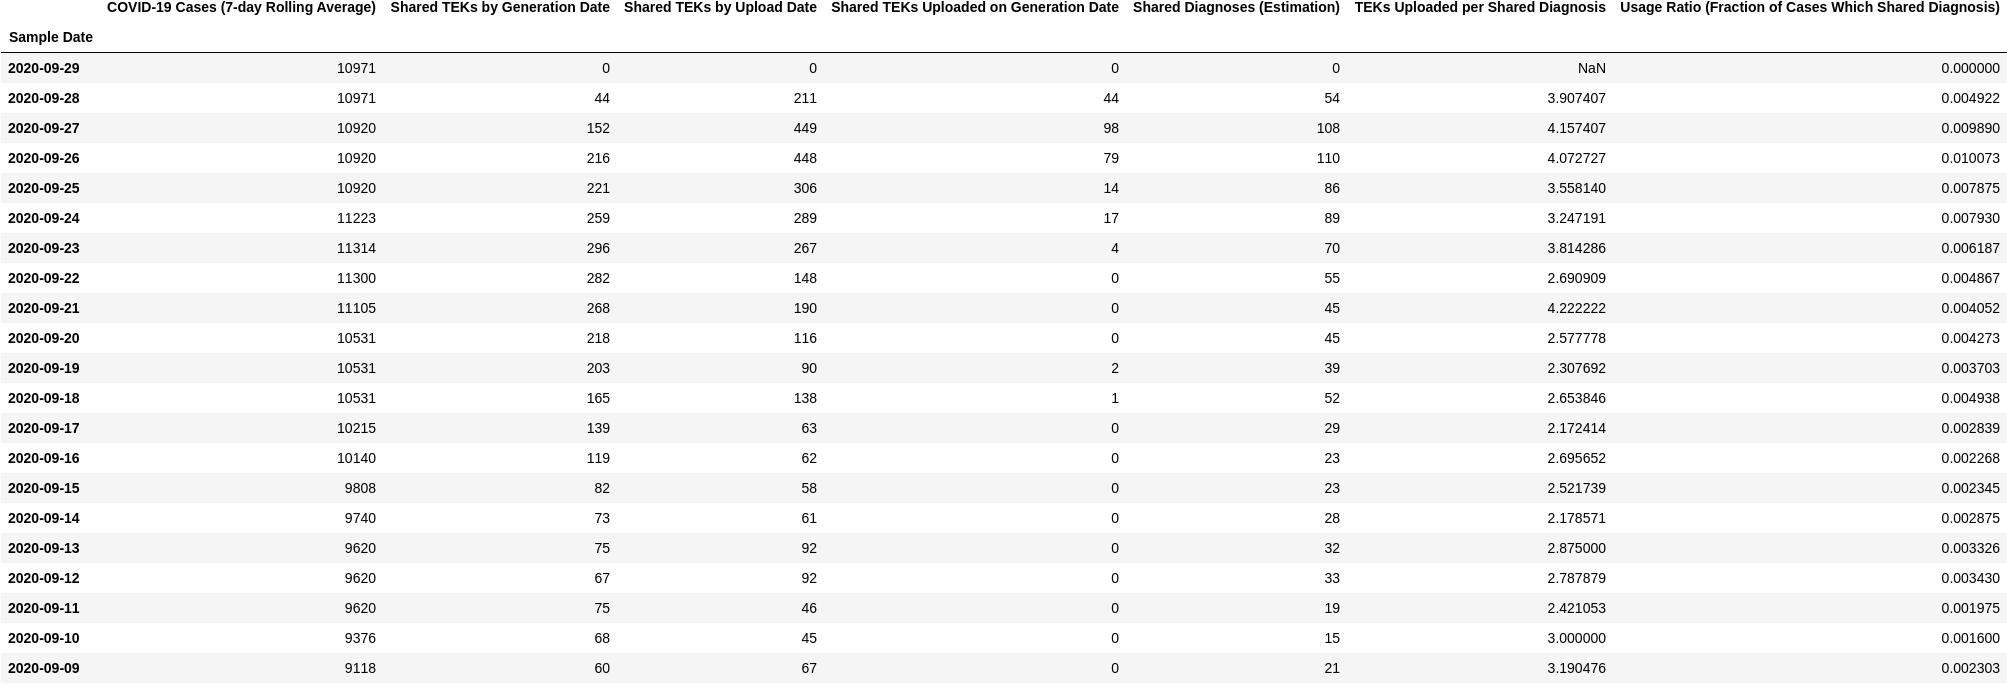 COVID-19 Cases (7-day Rolling Average) Shared TEKs by Generation Date Shared TEKs by Upload Date Shared TEKs Uploaded on Generation Date Shared Diagnoses (Estimation) TEKs Uploaded per Shared Diagnosis Usage Ratio (Fraction of Cases Which Shared Diagnosis)
Sample Date
2020-09-29 10971 0 0 0 0 NaN 0.000000
2020-09-28 10971 44 211 44 54 3.907407 0.004922
2020-09-27 10920 152 449 98 108 4.157407 0.009890
2020-09-26 10920 216 448 79 110 4.072727 0.010073
2020-09-25 10920 221 306 14 86 3.558140 0.007875
2020-09-24 11223 259 289 17 89 3.247191 0.007930
2020-09-23 11314 296 267 4 70 3.814286 0.006187
2020-09-22 11300 282 148 0 55 2.690909 0.004867
2020-09-21 11105 268 190 0 45 4.222222 0.004052
2020-09-20 10531 218 116 0 45 2.577778 0.004273
2020-09-19 10531 203 90 2 39 2.307692 0.003703
2020-09-18 10531 165 138 1 52 2.653846 0.004938
2020-09-17 10215 139 63 0 29 2.172414 0.002839
2020-09-16 10140 119 62 0 23 2.695652 0.002268
2020-09-15 9808 82 58 0 23 2.521739 0.002345
2020-09-14 9740 73 61 0 28 2.178571 0.002875
2020-09-13 9620 75 92 0 32 2.875000 0.003326
2020-09-12 9620 67 92 0 33 2.787879 0.003430
2020-09-11 9620 75 46 0 19 2.421053 0.001975
2020-09-10 9376 68 45 0 15 3.000000 0.001600
2020-09-09 9118 60 67 0 21 3.190476 0.002303